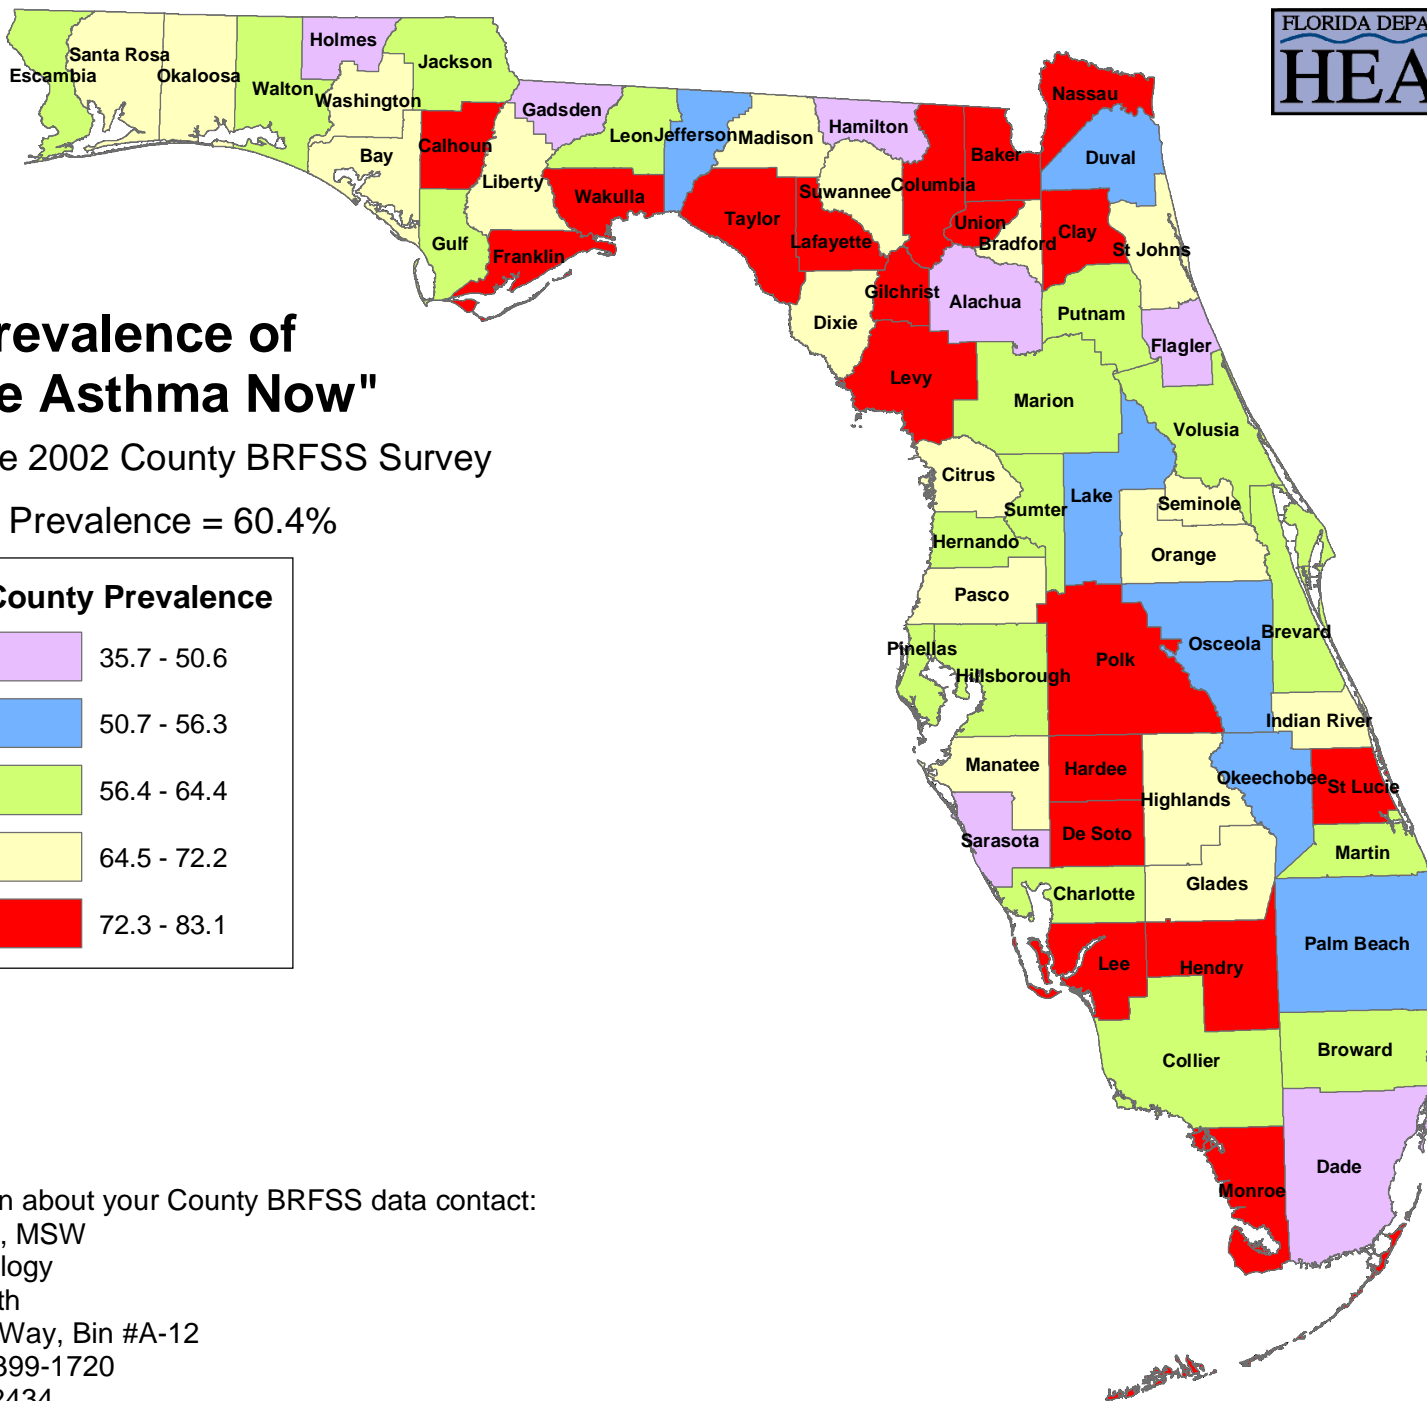 FLORIDA DEPA
HEA
Holmes
Santa Rosa
Escambia
Okaloosa
Jackson
Walton
Washington
Gadsden
Nassau
Calhoun
Leon
Jefferson
Madison
Hamilton
Bay
Baker
Duval
Liberty
Wakulla
Suwannee
Columbia
Taylor
Union
Clay
Gulf
Lafayette
Bradford
St Johns
Franklin
Gilchrist
Alachua
Putnam
Dixie
Flagler
revalence of
e Asthma Now"
e 2002 County BRFSS Survey
Prevalence = 60.4%
Levy
Marion
Volusia
Citrus
Lake
Seminole
Sumter
Hernando
Orange
Pasco
Brevard
Osceola
Pinellas
Polk
Hillsborough
Indian River
Manatee
Hardee
Okeechobee
St Lucie
Highlands
Sarasota
De Soto
Martin
Charlotte
Glades
Palm Beach
Lee
Hendry
Broward
Collier
Dade
Monroe
County Prevalence
35.7 - 50.6
50.7 - 56.3
56.4 - 64.4
64.5 - 72.2
72.3 - 83.1
n about your County BRFSS data contact:
, MSW
logy
th
Way, Bin #A-12
399-1720
2434